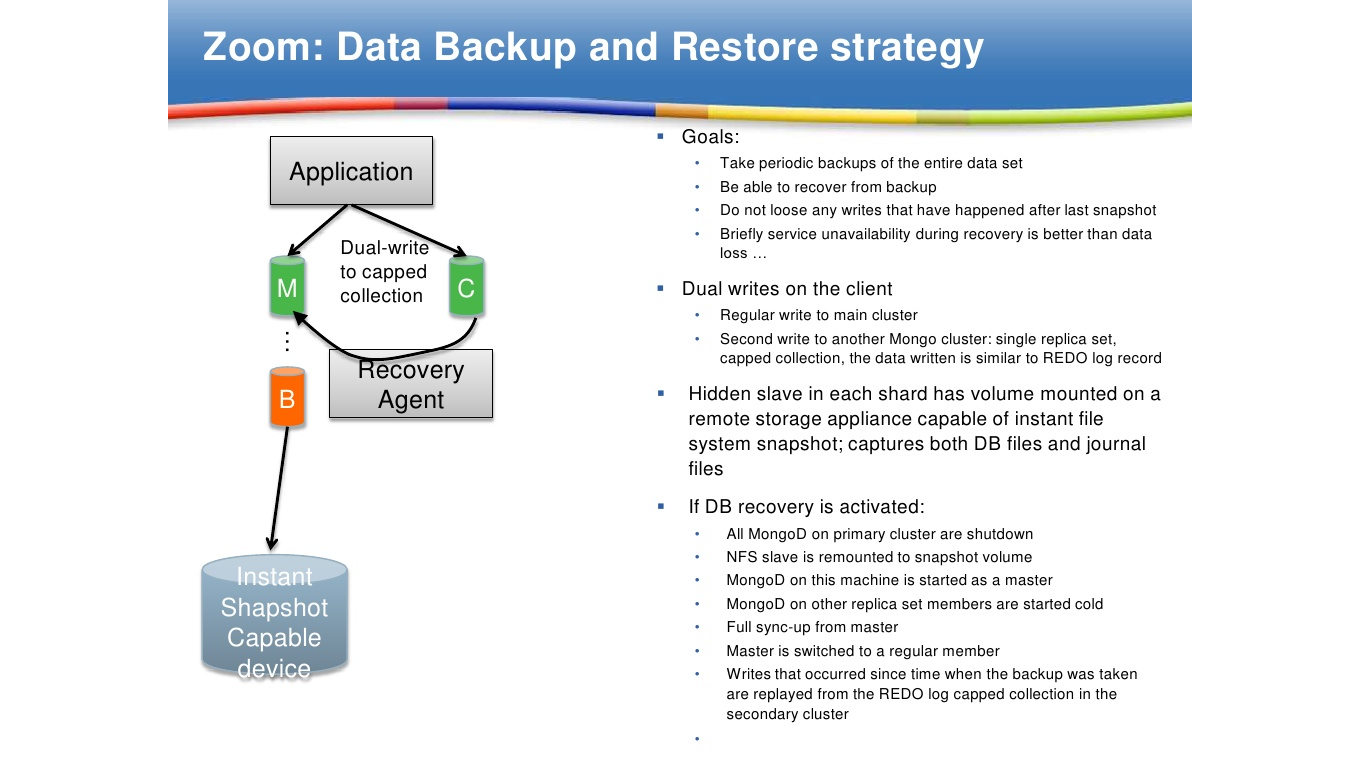 Zoom: Data Backup and Restore strategy
Application
Dual-write
to capped
collection
M
C
⋮
Recovery
Agent
B
Instant
Shapshot
Capable
device
▪ Goals:
• Take periodic backups of the entire data set
• Be able to recover from backup
• Do not loose any writes that have happened after last snapshot
• Briefly service unavailability during recovery is better than data
loss …
▪ Dual writes on the client
• Regular write to main cluster
• Second write to another Mongo cluster: single replica set,
capped collection, the data written is similar to REDO log record
▪ Hidden slave in each shard has volume mounted on a
remote storage appliance capable of instant file
system snapshot; captures both DB files and journal
files
▪ If DB recovery is activated:
• All MongoD on primary cluster are shutdown
• NFS slave is remounted to snapshot volume
• MongoD on this machine is started as a master
• MongoD on other replica set members are started cold
• Full sync-up from master
• Master is switched to a regular member
• Writes that occurred since time when the backup was taken
are replayed from the REDO log capped collection in the
secondary cluster
•